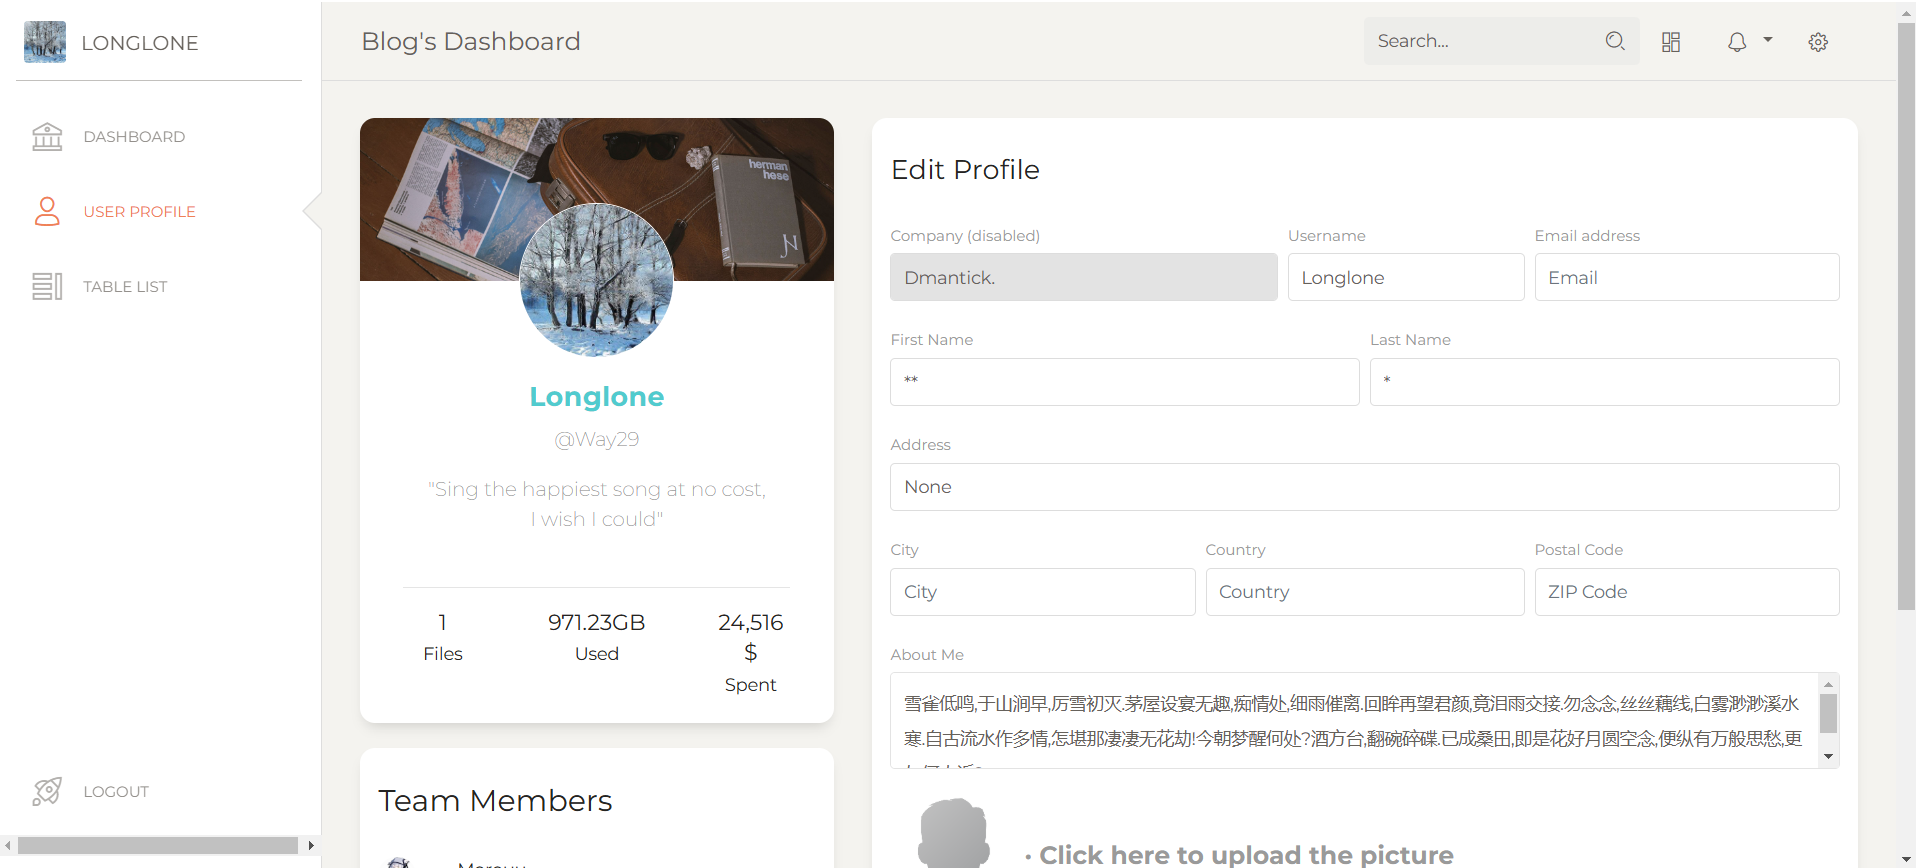 LONGLONE
Blog's Dashboard
Search...
DASHBOARD
USER PROFILE
TABLE LIST
LOGOUT
herman
hesse
Longlone
@Way29
"Sing the happiest song at no cost,
I wish I could"
1
Files
971.23GB
Used
24,516
$
Spent
Team Members
Edit Profile
Company (disabled)
Username
Email address
Dmantick.
Longlone
Email
First Name
Last Name
**
*
Address
None
City
Country
Postal Code
City
Country
ZIP Code
About Me
雪雀低鸣,于山涧早,厉雪初灭.茅屋设宴无趣,痴情处,细雨催离.回眸再望君颜,竟泪雨交接.勿念念,丝丝藕线,白雾渺渺溪水
寒.自古流水作多情,怎堪那凄凄无花劫!今朝梦醒何处?酒方台,翻碗碎碟.已成桑田,即是花好月圆空念,便纵有万般思愁,更
• Click here to upload the picture